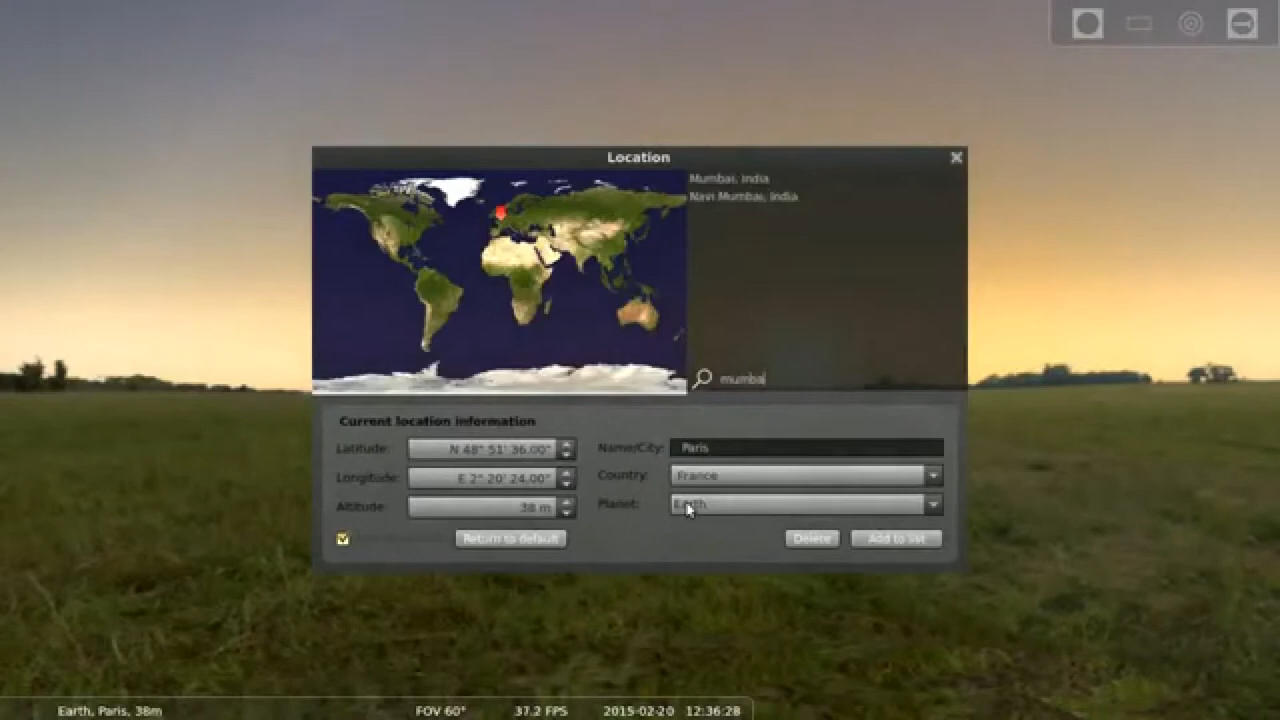 Location
Mumbai, India
Navi Mumbai, India
mumba
Current location information
Latitude: N 48° 51' 36.00"
Name/City: Paris
Longitude: E 2° 20' 24.00"
Country: France
Altitude: 38 m
Planet: Earth
Return to default
Delete
Add to list
Earth, Paris, 38m
FOV 60°
37.2 FPS
2015-02-20 12:36:28